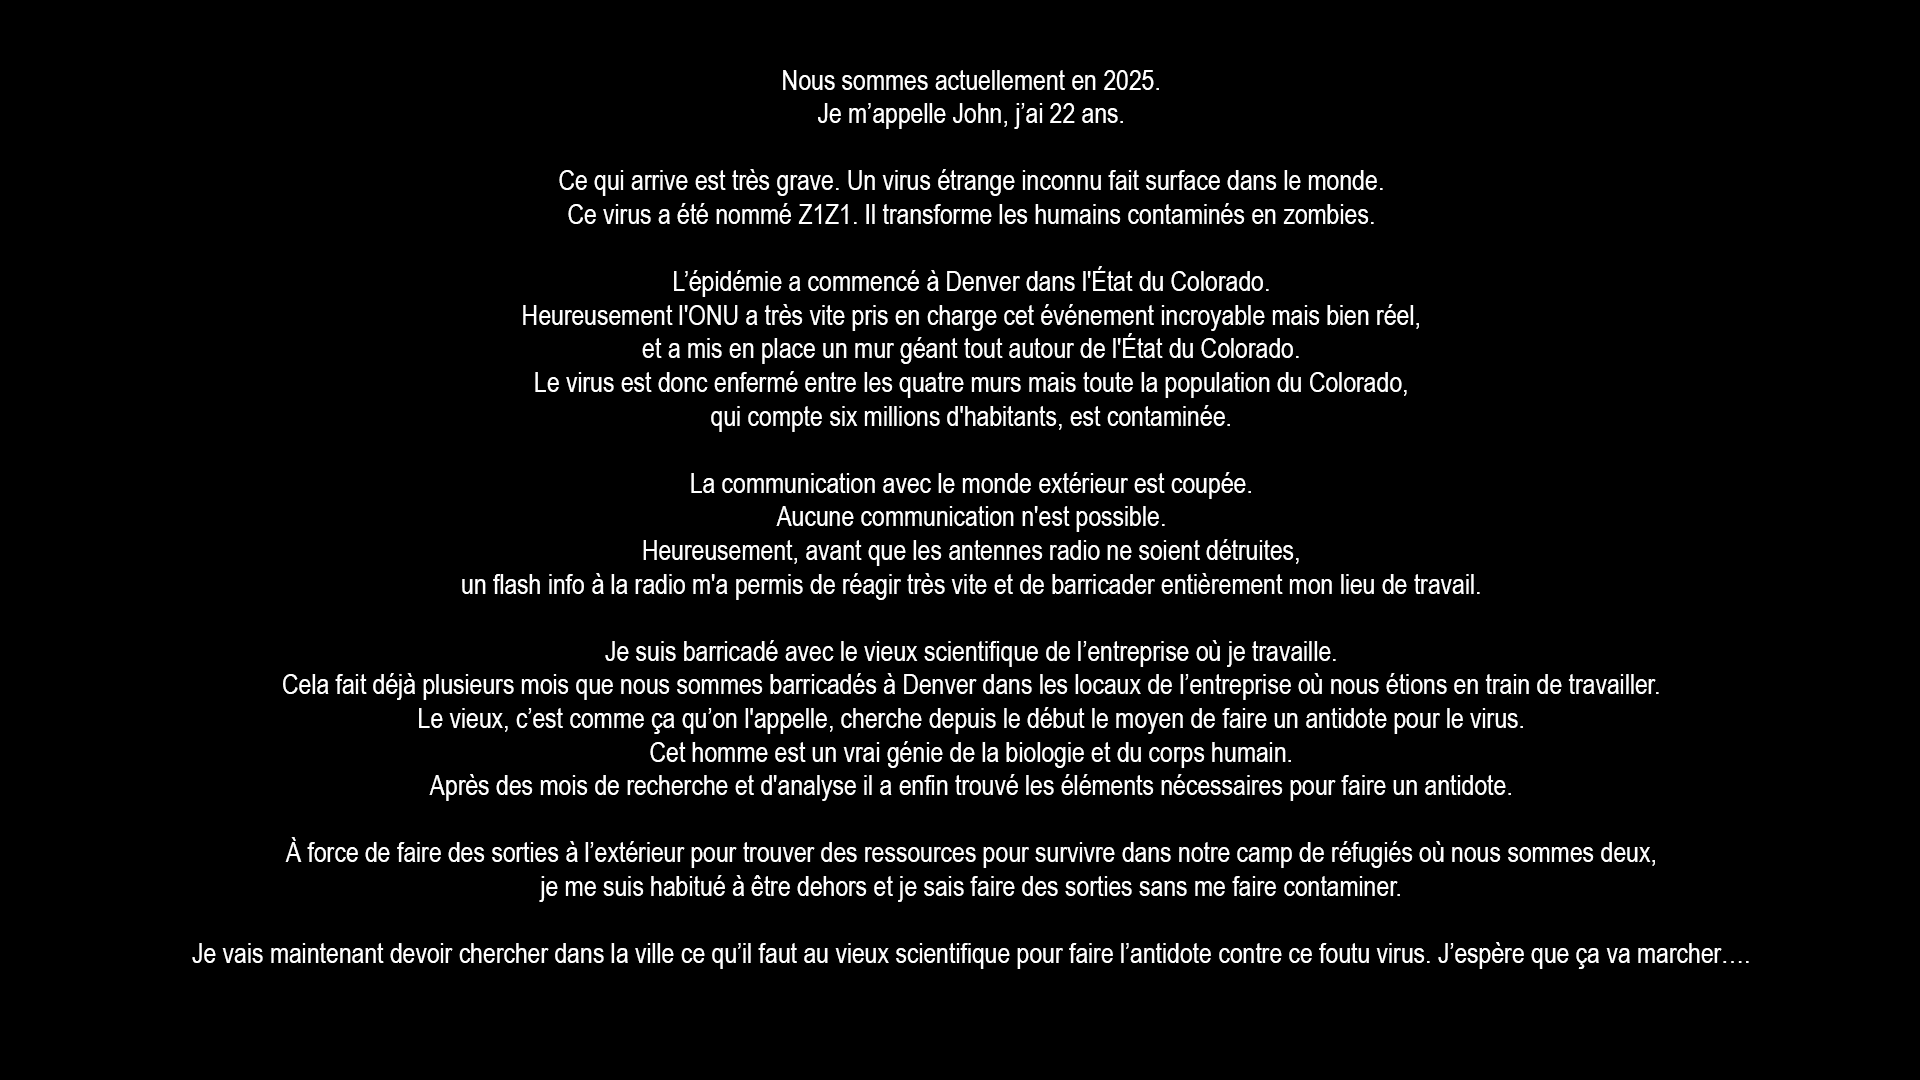 Nous sommes actuellement en 2025.
Je m’appelle John, j’ai 22 ans.
Ce qui arrive est très grave. Un virus étrange inconnu fait surface dans le monde.
Ce virus a été nommé Z1Z1. Il transforme les humains contaminés en zombies.
L’épidémie a commencé à Denver dans l'État du Colorado.
Heureusement l'ONU a très vite pris en charge cet événement incroyable mais bien réel,
et a mis en place un mur géant tout autour de l'État du Colorado.
Le virus est donc enfermé entre les quatre murs mais toute la population du Colorado,
qui compte six millions d'habitants, est contaminée.
La communication avec le monde extérieur est coupée.
Aucune communication n'est possible.
Heureusement, avant que les antennes radio ne soient détruites,
un flash info à la radio m'a permis de réagir très vite et de barricader entièrement mon lieu de travail.
Je suis barricadé avec le vieux scientifique de l’entreprise où je travaille.
Cela fait déjà plusieurs mois que nous sommes barricadés à Denver dans les locaux de l’entreprise où nous étions en train de travailler.
Le vieux, c’est comme ça qu’on l'appelle, cherche depuis le début le moyen de faire un antidote pour le virus.
Cet homme est un vrai génie de la biologie et du corps humain.
Après des mois de recherche et d'analyse il a enfin trouvé les éléments nécessaires pour faire un antidote.
À force de faire des sorties à l’extérieur pour trouver des ressources pour survivre dans notre camp de réfugiés où nous sommes deux,
je me suis habitué à être dehors et je sais faire des sorties sans me faire contaminer.
Je vais maintenant devoir chercher dans la ville ce qu’il faut au vieux scientifique pour faire l’antidote contre ce foutu virus. J’espère que ça va marcher….